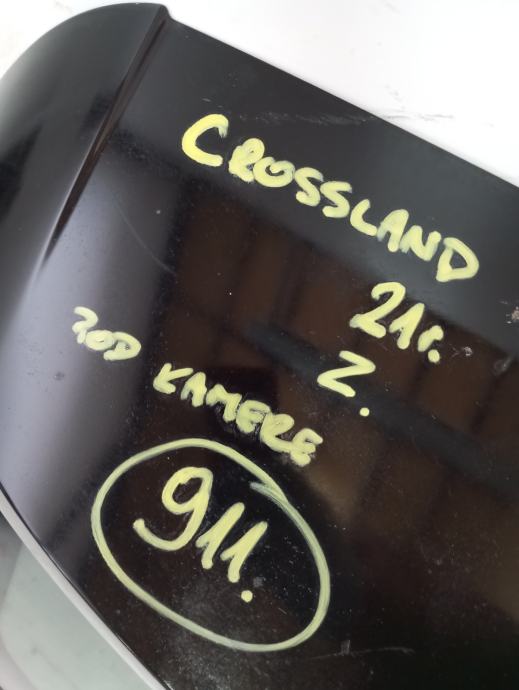 CROSSLAND
21r.
Z.
POD KAMERE
911.